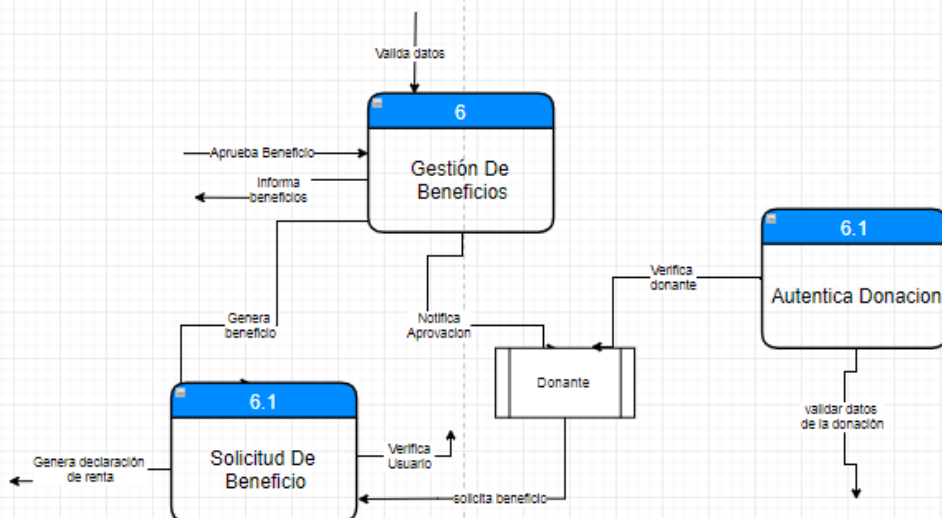 Valida datos
6
Aprueba Beneficio
Gestión De
Beneficios
Informa
beneficios
6.1
Autentica Donacion
Verifica
donante
Genera
beneficio
Notifica
Aprovacion
Donante
6.1
Solicitud De
Beneficio
validar datos
de la donación
Genera declaración
de renta
Verifica
Usuario
solicita beneficio